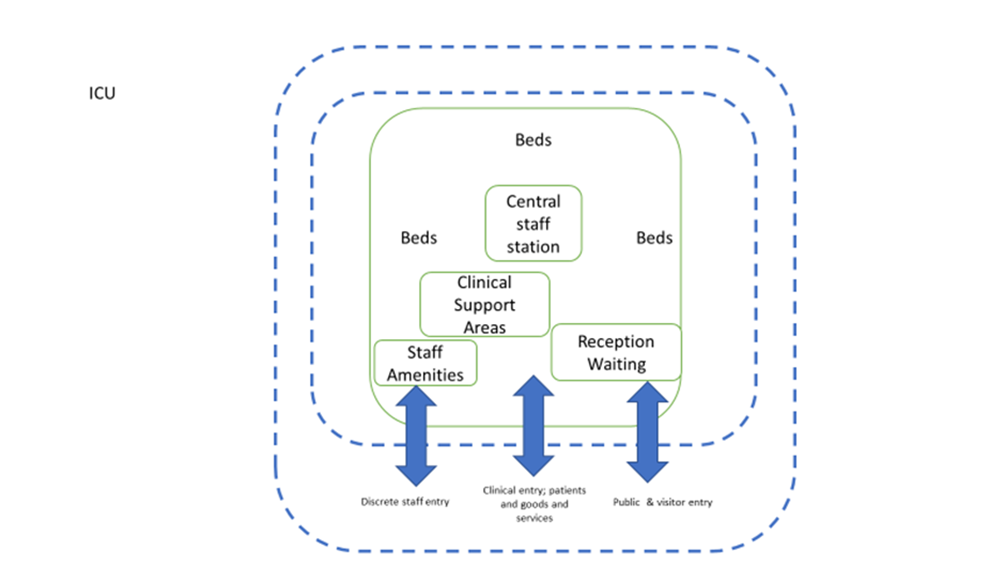 ICU
Beds
Central
staff
station
Beds
Beds
Clinical
Support
Areas
Reception
Waiting
Staff
Amenities
Discrete staff entry
Clinical entry; patients
and goods and
services
Public & visitor entry